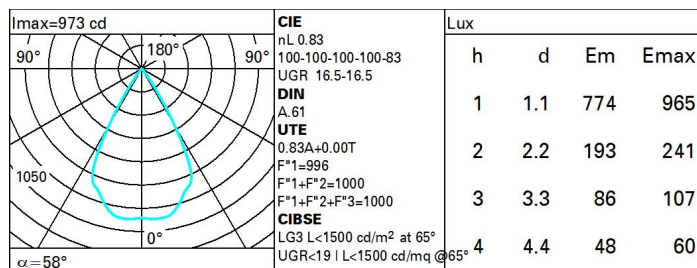 Imax=973 cd
90°
180°
90°
1050
0°
α=58°
CIE
nL 0.83
100-100-100-100-83
UGR 16.5-16.5
DIN
A.61
UTE
0.83A+0.00T
F"1=996
F"1+F"2=1000
F"1+F"2+F"3=1000
CIBSE
LG3 L<1500 cd/m² at 65°
UGR<19 | L<1500 cd/mq @65°
Lux
h d Em Emax
1 1.1 774 965
2 2.2 193 241
3 3.3 86 107
4 4.4 48 60